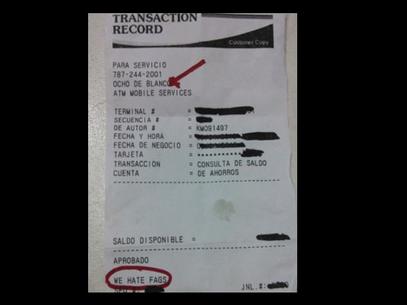 TRANSACTION
RECORD
Customer Copy
PARA SERVICIO
787-244-2001
OCHO DE BLANCO
ATM MOBILE SERVICES
TERMINAL # =
SECUENCIA # =
DE AUTOR # = KM091497
FECHA Y HORA =
FECHA DE NEGOCIO =
TARJETA =
TRANSACCION = CONSULTA DE SALDO
CUENTA = DE AHORROS
SALDO DISPONIBLE =
APROBADO
WE HATE FAGS
JNL.#: